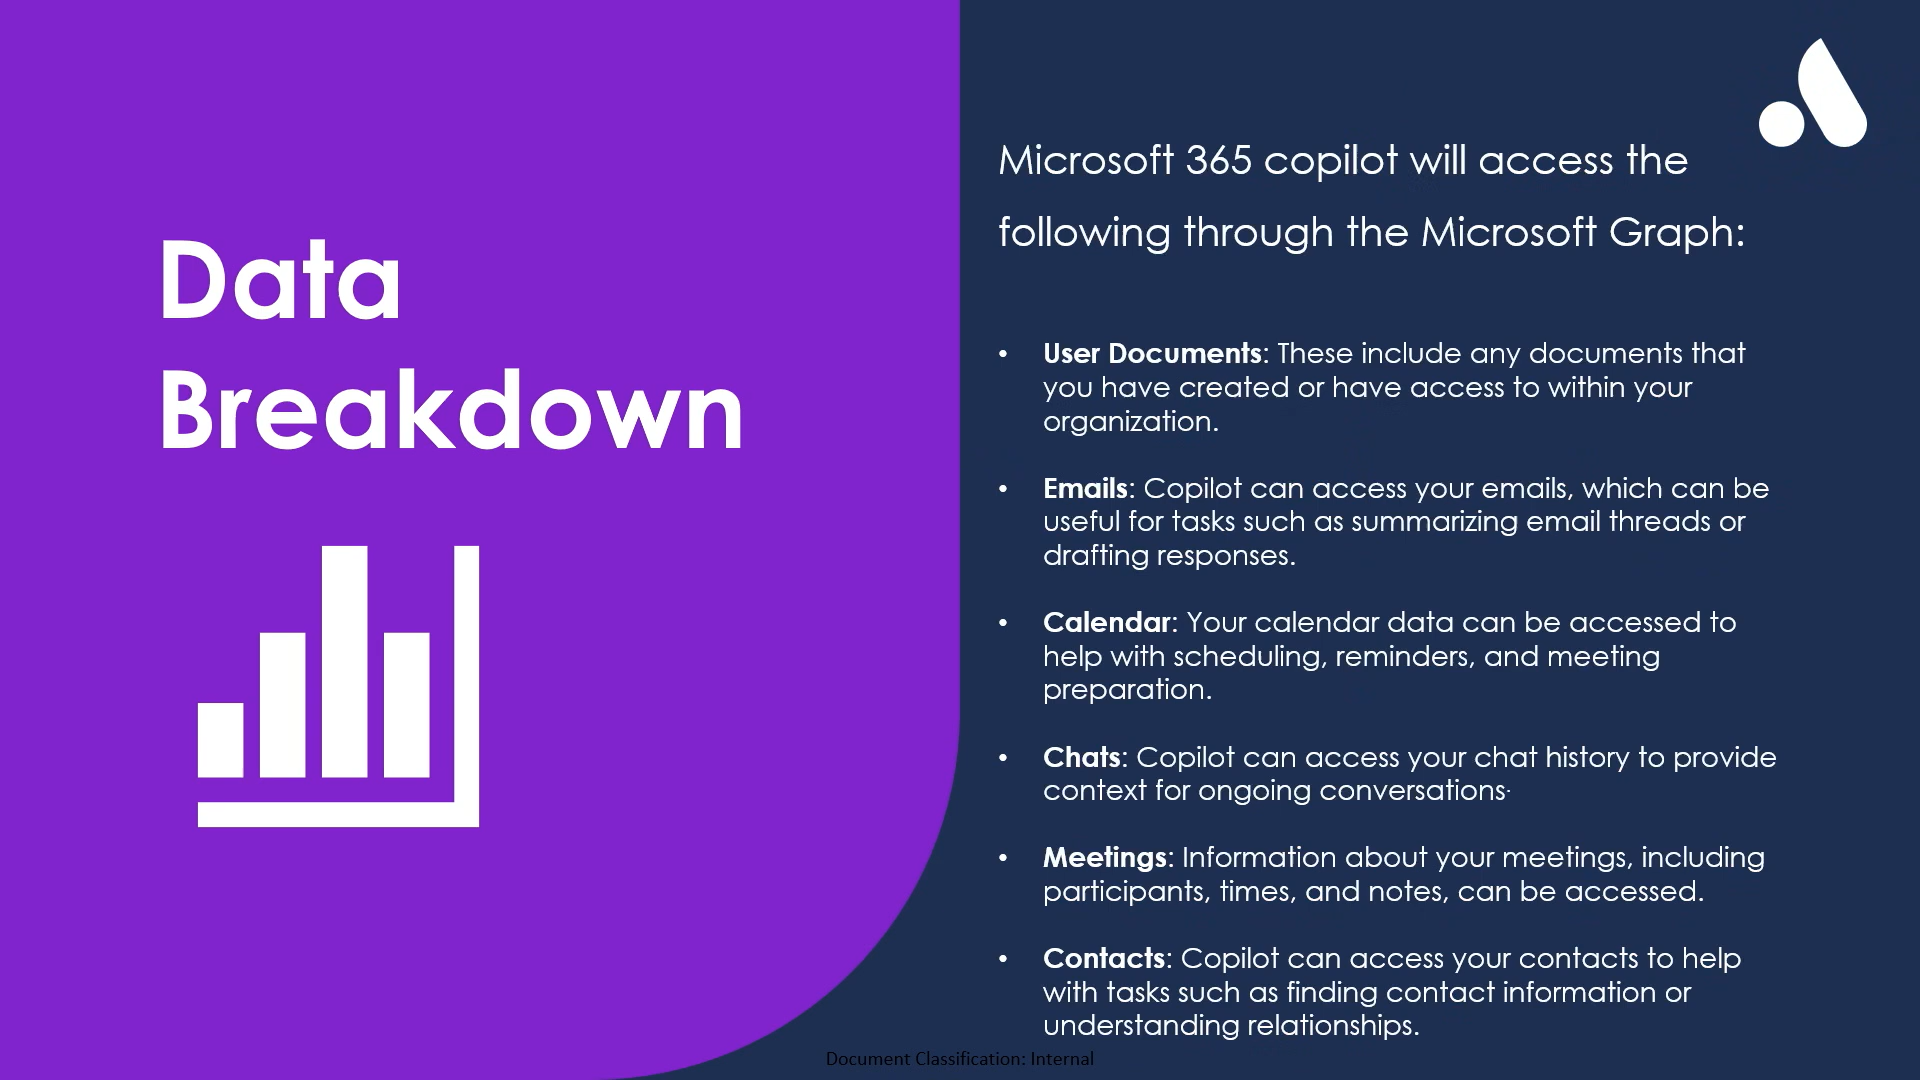 Data
Breakdown
Microsoft 365 copilot will access the
following through the Microsoft Graph:
• User Documents: These include any documents that
you have created or have access to within your
organization.
• Emails: Copilot can access your emails, which can be
useful for tasks such as summarizing email threads or
drafting responses.
• Calendar: Your calendar data can be accessed to
help with scheduling, reminders, and meeting
preparation.
• Chats: Copilot can access your chat history to provide
context for ongoing conversations·
• Meetings: Information about your meetings, including
participants, times, and notes, can be accessed.
• Contacts: Copilot can access your contacts to help
with tasks such as finding contact information or
understanding relationships.
Document Classification: Internal